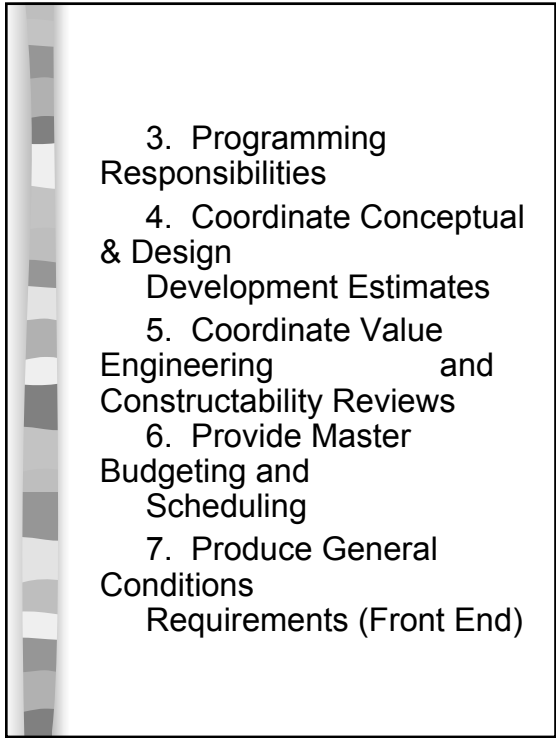 3. Programming
Responsibilities
4. Coordinate Conceptual
& Design
Development Estimates
5. Coordinate Value
Engineering and
Constructability Reviews
6. Provide Master
Budgeting and
Scheduling
7. Produce General
Conditions
Requirements (Front End)